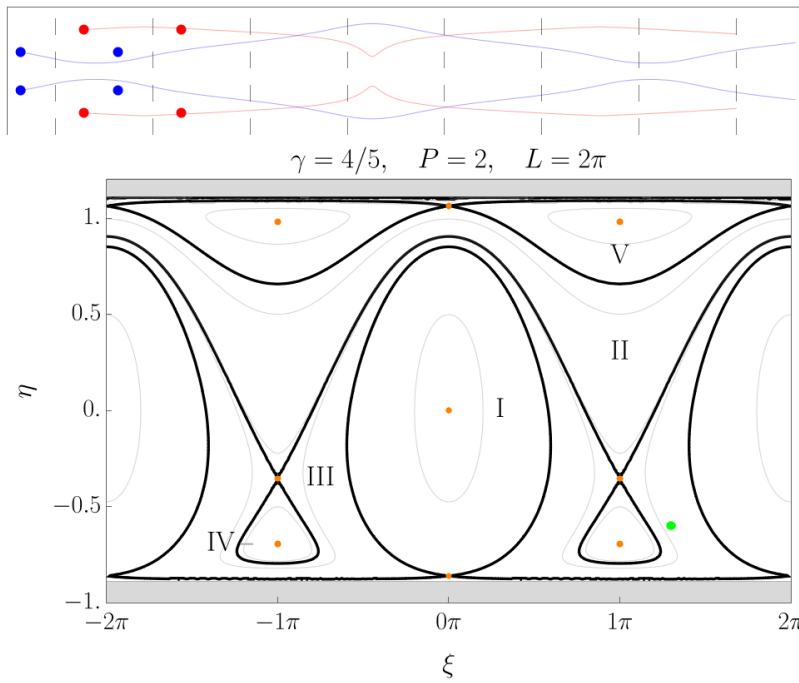 γ = 4/5, P = 2, L = 2π
1.
V
0.5
II
η
0.
I
III
−0.5
IV
−1.
−2π −1π 0π 1π 2π
ξ